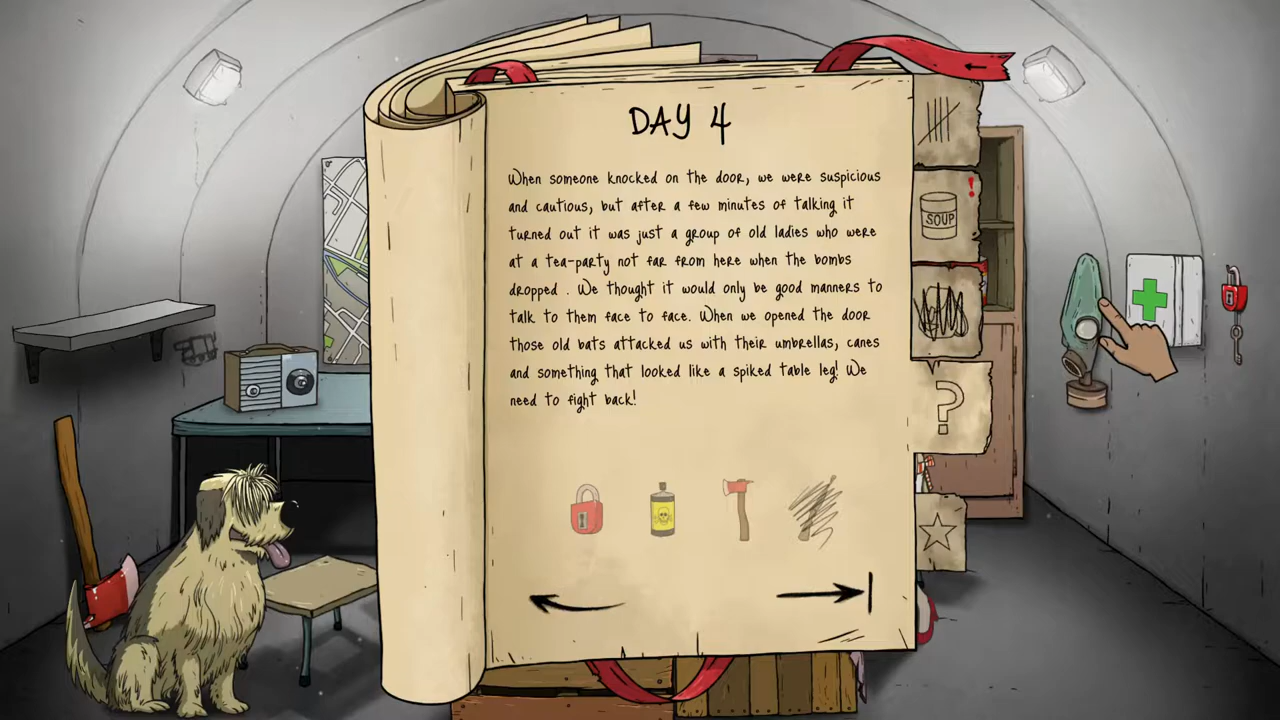 DAY 4
When someone knocked on the door, we were suspicious
and cautious, but after a few minutes of talking it
turned out it was just a group of old ladies who were
at a tea-party not far from here when the bombs
dropped . We thought it would only be good manners to
talk to them face to face. When we opened the door
those old bats attacked us with their umbrellas, canes
and something that looked like a spiked table leg! We
need to fight back!
SOUP
!
?